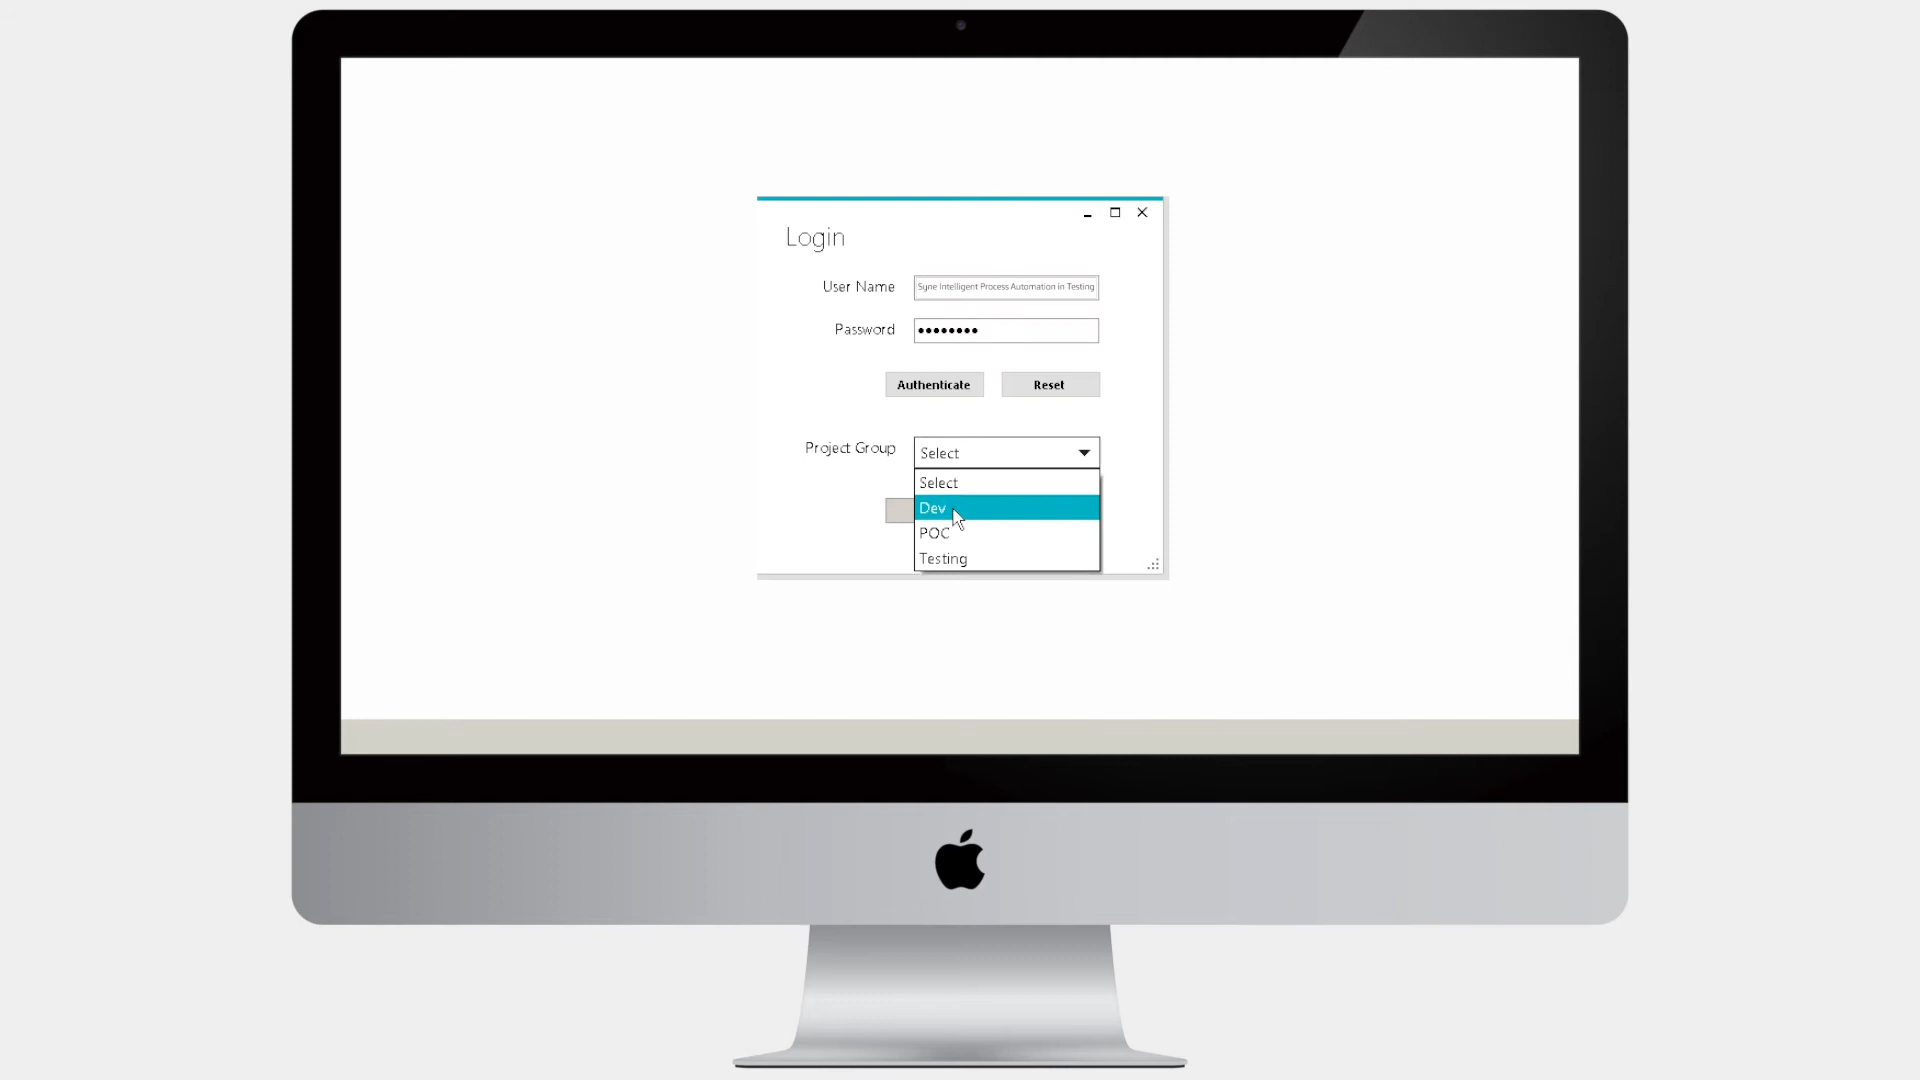 Login
User Name
Syne Intelligent Process Automation in Testing
Password
Authenticate
Reset
Project Group
Select
Select
Dev
POC
Testing